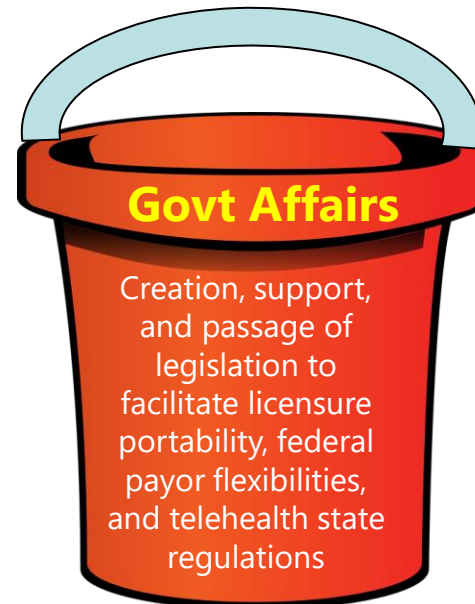 Govt Affairs
Creation, support,
and passage of
legislation to
facilitate licensure
portability, federal
payor flexibilities,
and telehealth state
regulations